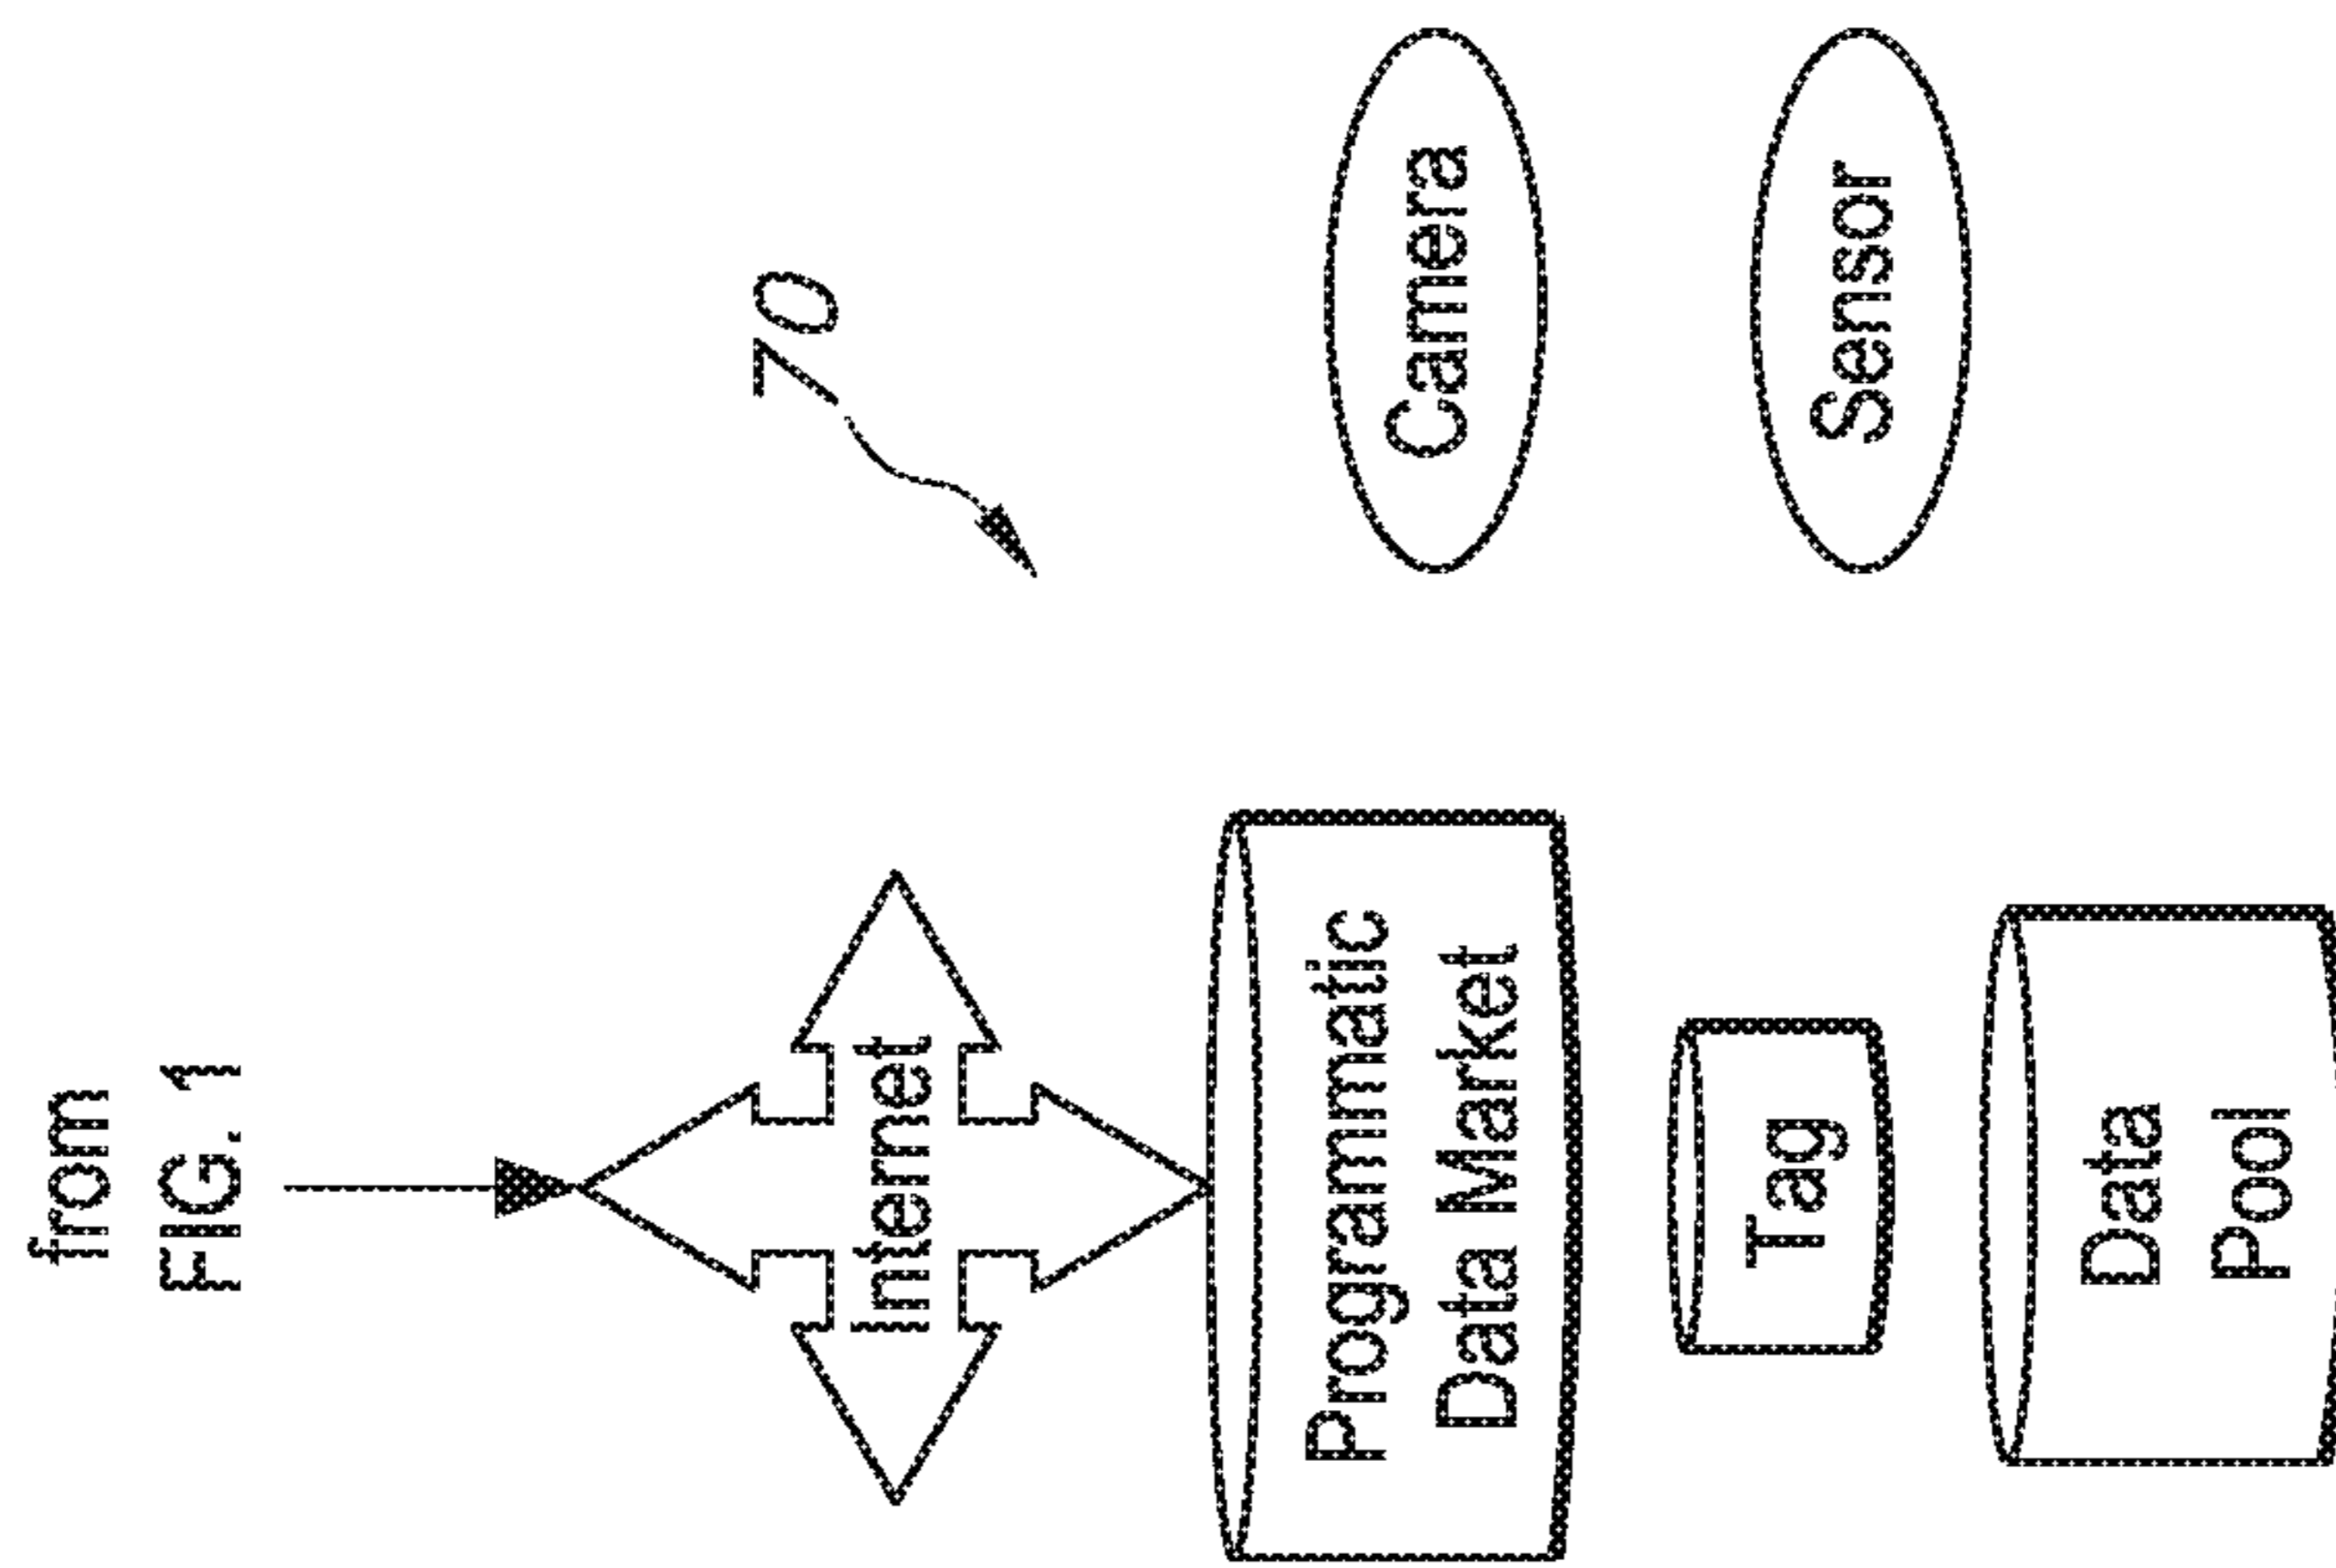 from
FIG. 1
70
Internet
Programmatic
Data Market
Camera
Tag
Sensor
Data
Pool